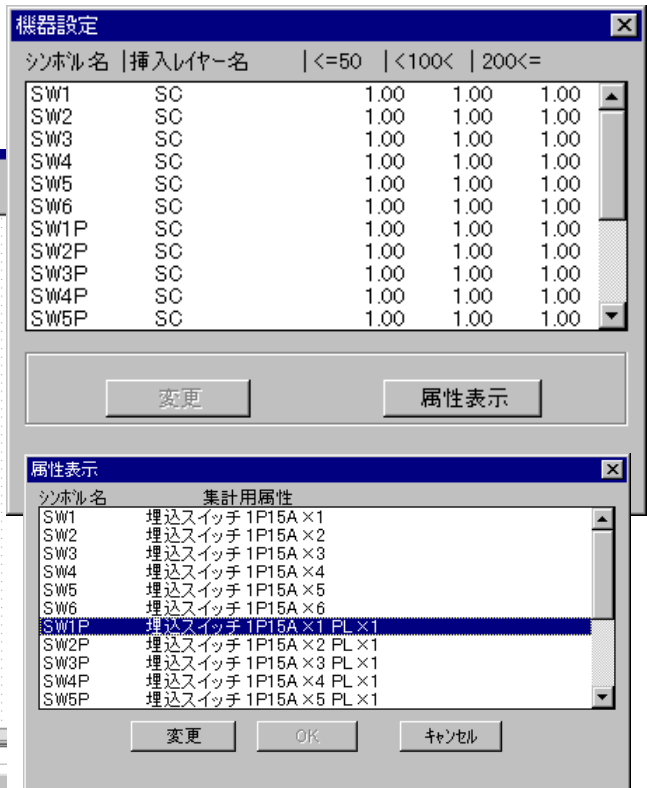 機器設定
ｼﾝﾎﾞﾙ名 |挿入ﾚｲﾔｰ名 |<=50 |<100< |200<=
SW1 SC 1.00 1.00 1.00
SW2 SC 1.00 1.00 1.00
SW3 SC 1.00 1.00 1.00
SW4 SC 1.00 1.00 1.00
SW5 SC 1.00 1.00 1.00
SW6 SC 1.00 1.00 1.00
SW1P SC 1.00 1.00 1.00
SW2P SC 1.00 1.00 1.00
SW3P SC 1.00 1.00 1.00
SW4P SC 1.00 1.00 1.00
SW5P SC 1.00 1.00 1.00
変更 属性表示
属性表示
ｼﾝﾎﾞﾙ名 集計用属性
SW1 埋込スイッチ 1P15A×1
SW2 埋込スイッチ 1P15A×2
SW3 埋込スイッチ 1P15A×3
SW4 埋込スイッチ 1P15A×4
SW5 埋込スイッチ 1P15A×5
SW6 埋込スイッチ 1P15A×6
SW1P 埋込スイッチ 1P15A×1 PL×1
SW2P 埋込スイッチ 1P15A×2 PL×1
SW3P 埋込スイッチ 1P15A×3 PL×1
SW4P 埋込スイッチ 1P15A×4 PL×1
SW5P 埋込スイッチ 1P15A×5 PL×1
変更 OK ｷｬﾝｾﾙ